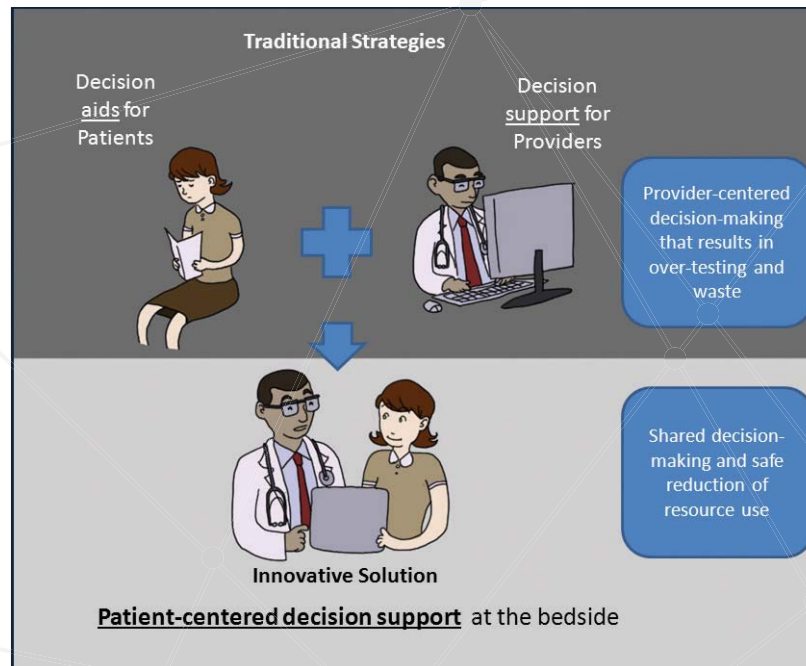 Traditional Strategies
Decision
aids for
Patients
Decision
support for
Providers
Provider-centered
decision-making
that results in
over-testing and
waste
Shared decision-
making and safe
reduction of
resource use
Innovative Solution
Patient-centered decision support at the bedside